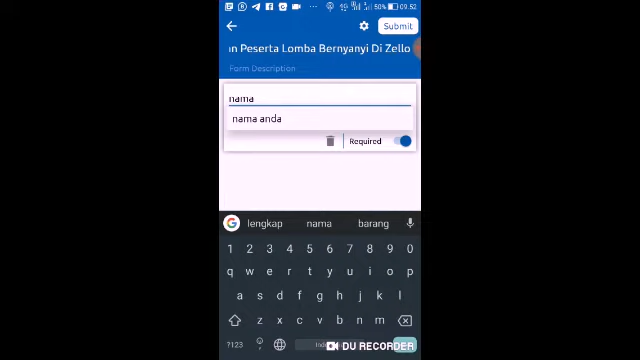 50% 09.52
Submit
an Peserta Lomba Bernyanyi Di Zello
Form Description
nama
nama anda
Required
lengkap nama barang
1 2 3 4 5 6 7 8 9 0
q w e r t y u i o p
a s d f g h j k l
z x c v b n m
?123
DU RECORDER